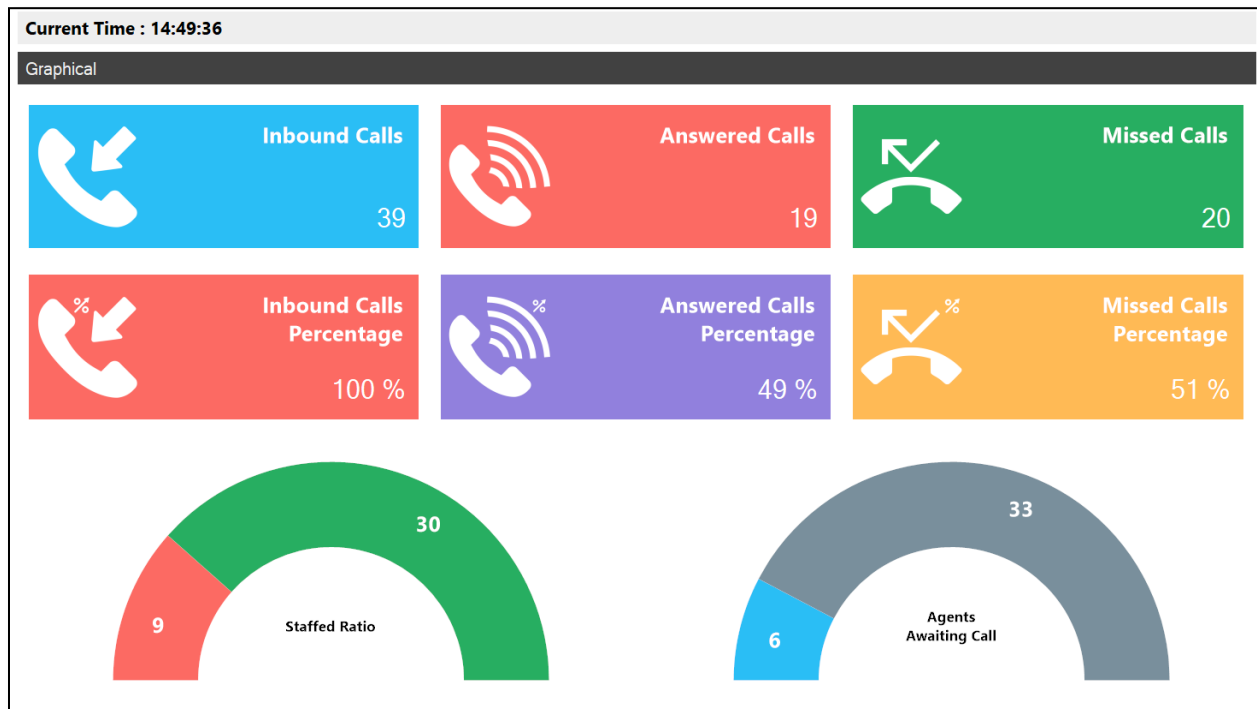 Current Time : 14:49:36
Graphical
Inbound Calls
39
Answered Calls
19
Missed Calls
20
%
Inbound Calls
Percentage
100 %
%
Answered Calls
Percentage
49 %
%
Missed Calls
Percentage
51 %
30
9
Staffed Ratio
33
6
Agents
Awaiting Call